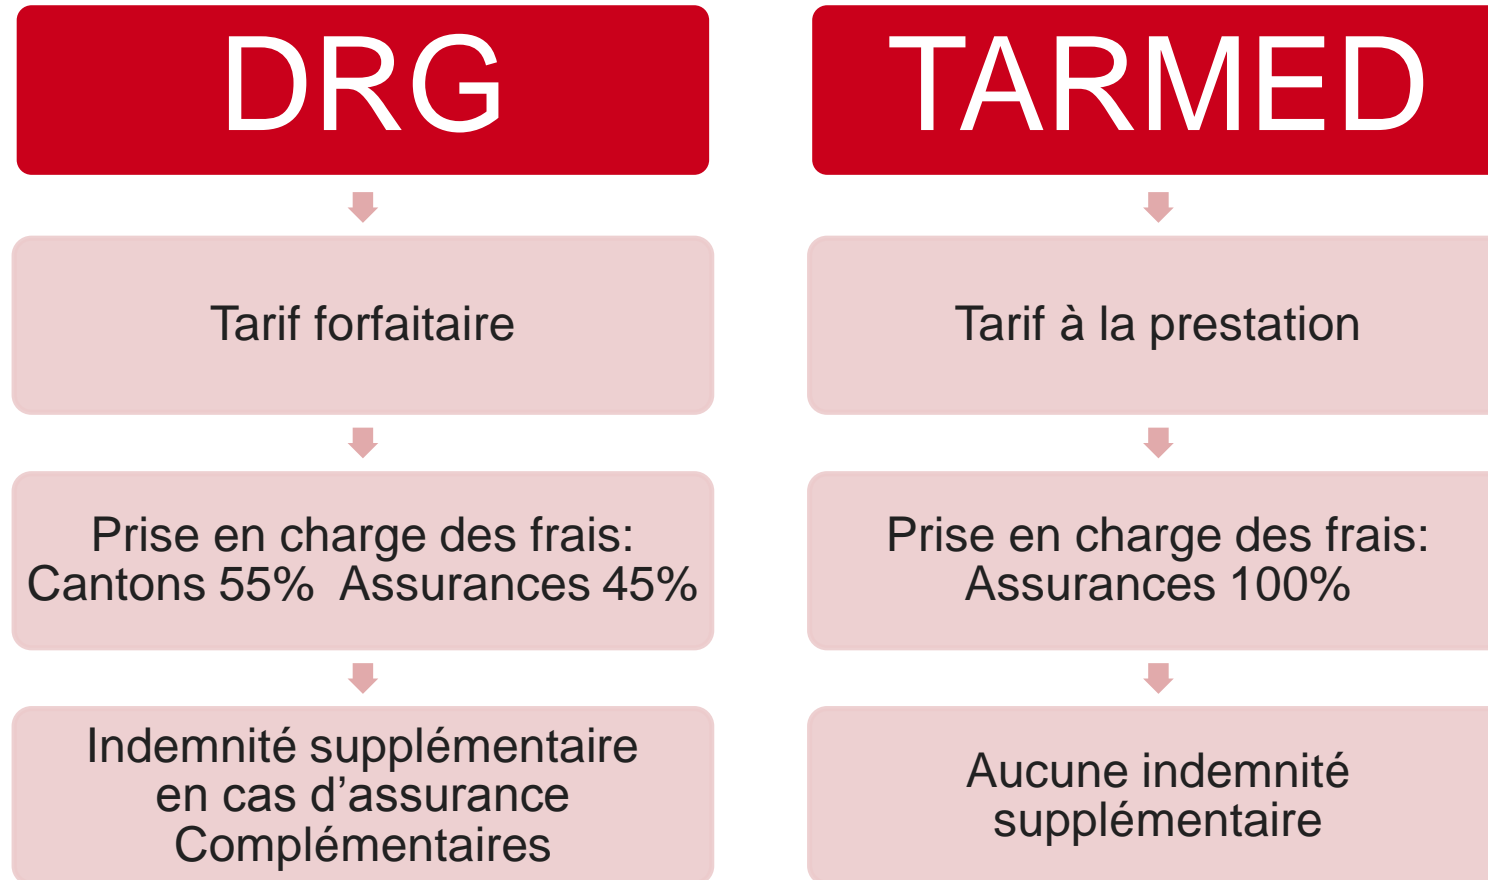 DRG
Tarif forfaitaire
Prise en charge des frais:
Cantons 55%  Assurances 45%
Indemnité supplémentaire
en cas d’assurance
Complémentaires
TARMED
Tarif à la prestation
Prise en charge des frais:
Assurances 100%
Aucune indemnité
supplémentaire